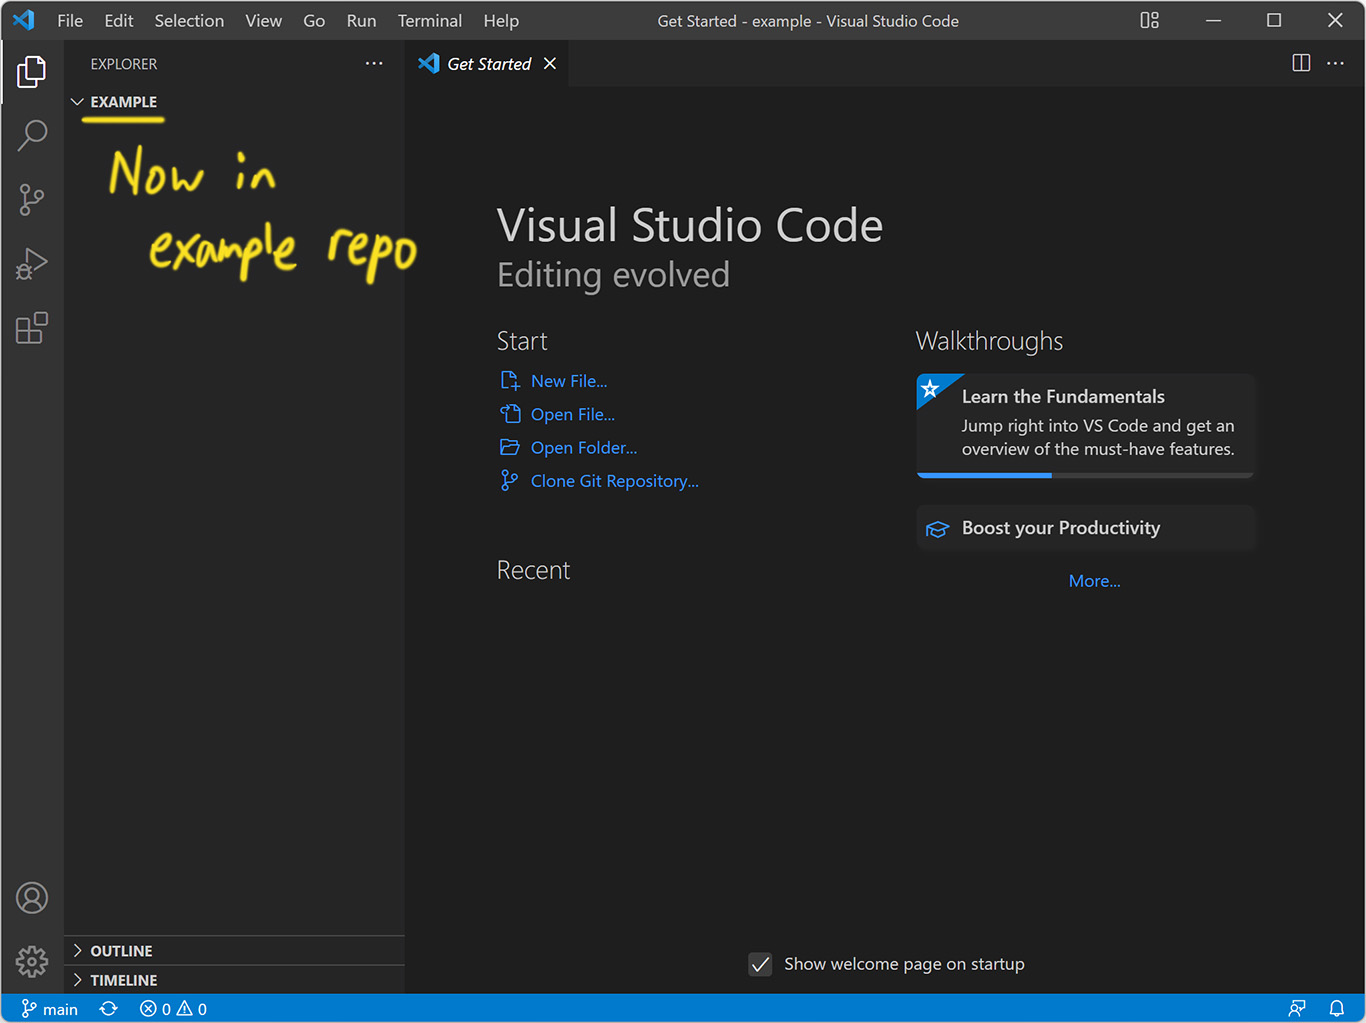 File Edit Selection View Go Run Terminal Help
Get Started - example - Visual Studio Code
EXPLORER
Get Started
EXAMPLE
Now in
example repo
Visual Studio Code
Editing evolved
Start
New File...
Open File...
Open Folder...
Clone Git Repository...
Recent
Walkthroughs
Learn the Fundamentals
Jump right into VS Code and get an
overview of the must-have features.
Boost your Productivity
More...
OUTLINE
TIMELINE
Show welcome page on startup
main 0 0